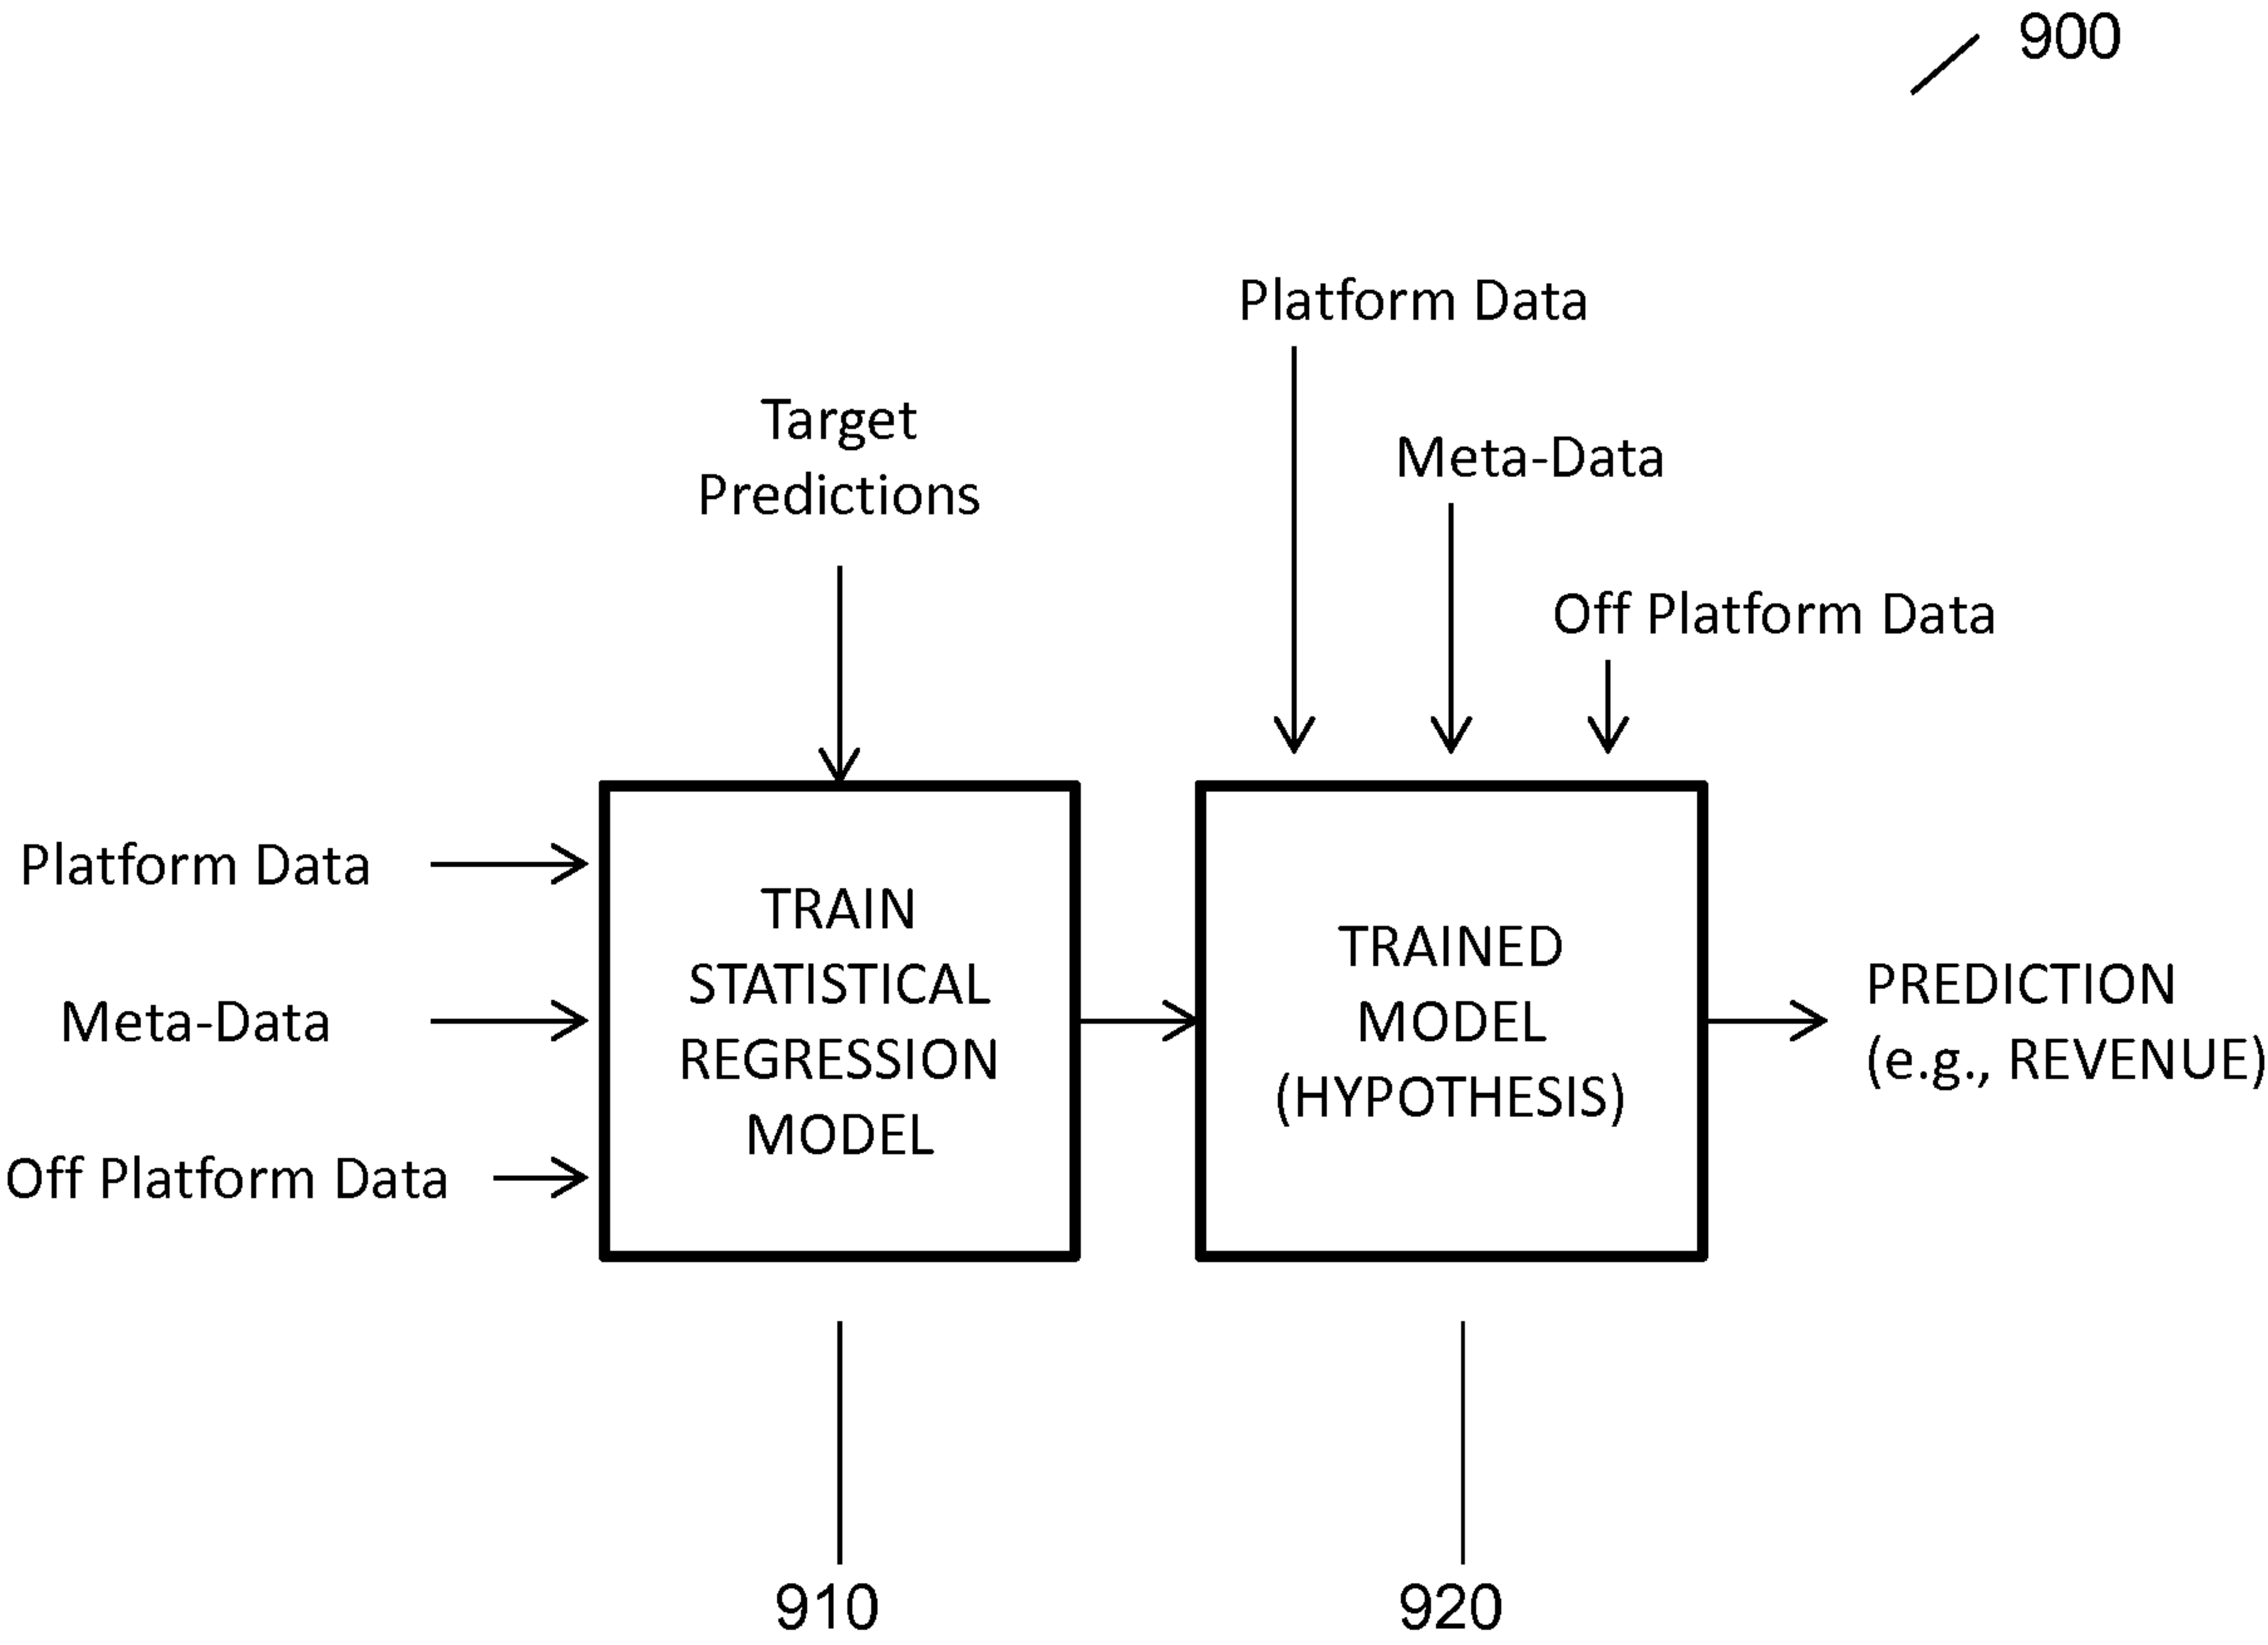 900
Platform Data
Target
Predictions
Meta-Data
Off Platform Data
Platform Data
Meta-Data
Off Platform Data
TRAIN
STATISTICAL
REGRESSION
MODEL
TRAINED
MODEL
(HYPOTHESIS)
PREDICTION
(e.g., REVENUE)
910
920